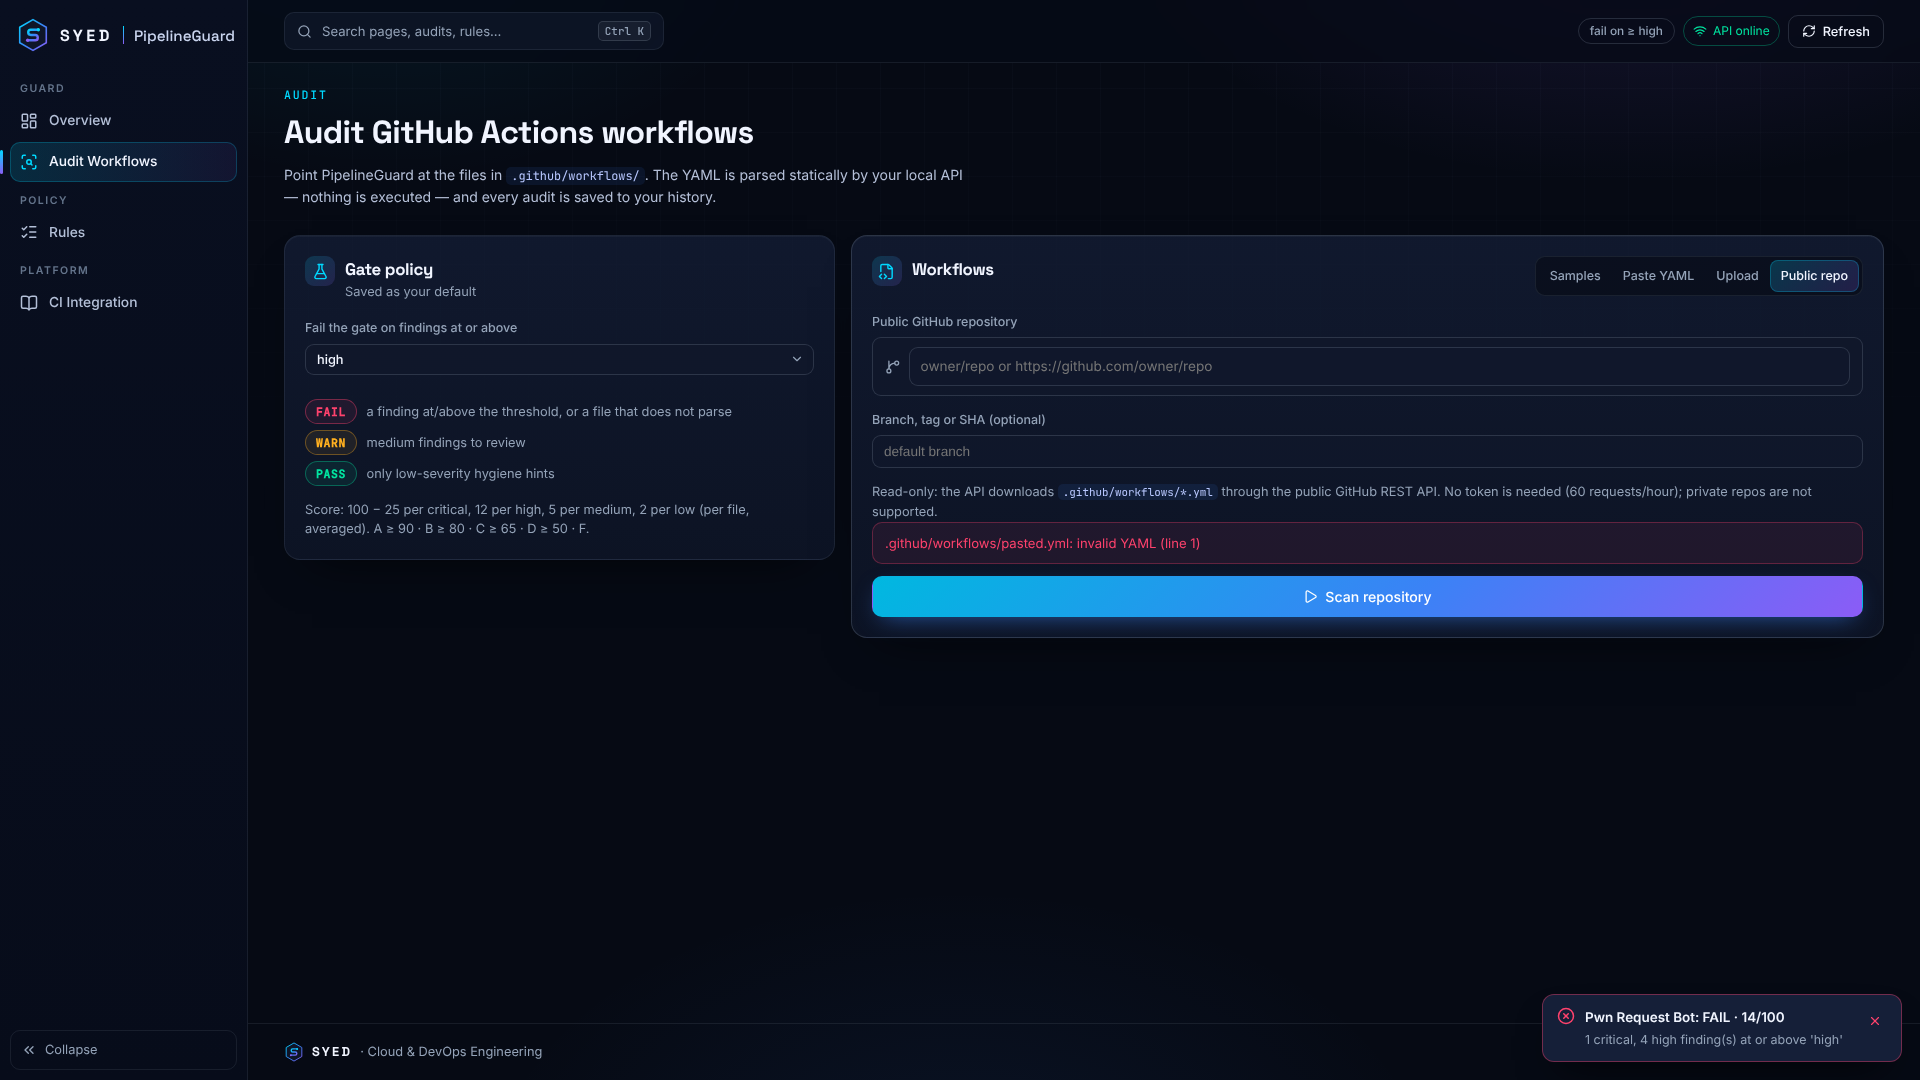 SYED | PipelineGuard
Search pages, audits, rules...
Ctrl K
fail on ≥ high
API online
Refresh
GUARD
Overview
Audit Workflows
POLICY
Rules
PLATFORM
CI Integration
Collapse
AUDIT
Audit GitHub Actions workflows
Point PipelineGuard at the files in .github/workflows/ . The YAML is parsed statically by your local API
— nothing is executed — and every audit is saved to your history.
Gate policy
Saved as your default
Fail the gate on findings at or above
high
FAIL a finding at/above the threshold, or a file that does not parse
WARN medium findings to review
PASS only low-severity hygiene hints
Score: 100 − 25 per critical, 12 per high, 5 per medium, 2 per low (per file,
averaged). A ≥ 90 · B ≥ 80 · C ≥ 65 · D ≥ 50 · F.
Workflows
Samples
Paste YAML
Upload
Public repo
Public GitHub repository
owner/repo or https://github.com/owner/repo
Branch, tag or SHA (optional)
default branch
Read-only: the API downloads .github/workflows/*.yml through the public GitHub REST API. No token is needed (60 requests/hour); private repos are not
supported.
.github/workflows/pasted.yml: invalid YAML (line 1)
Scan repository
SYED · Cloud & DevOps Engineering
Pwn Request Bot: FAIL · 14/100
1 critical, 4 high finding(s) at or above 'high'